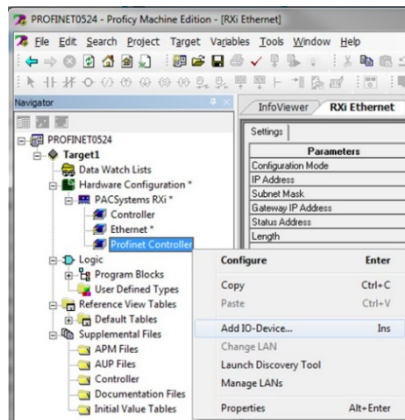 PROFINET0524 - Proficy Machine Edition - [RXi Ethernet]
File Edit Search Project Target Variables Tools Window Help
Navigator
InfoViewer RXi Ethernet
Settings
Parameters
Configuration Mode
IP Address
Subnet Mask
Gateway IP Address
Status Address
Length
PROFINET0524
Target1
Data Watch Lists
Hardware Configuration *
PACSystems RXi *
Controller
Ethernet *
Profinet Controller
Logic
Program Blocks
User Defined Types
Reference View Tables
Default Tables
Supplemental Files
APM Files
AUP Files
Controller
Documentation Files
Initial Value Tables
Configure Enter
Copy Ctrl+C
Paste Ctrl+V
Add IO-Device... Ins
Change LAN
Launch Discovery Tool
Manage LANs
Properties Alt+Enter